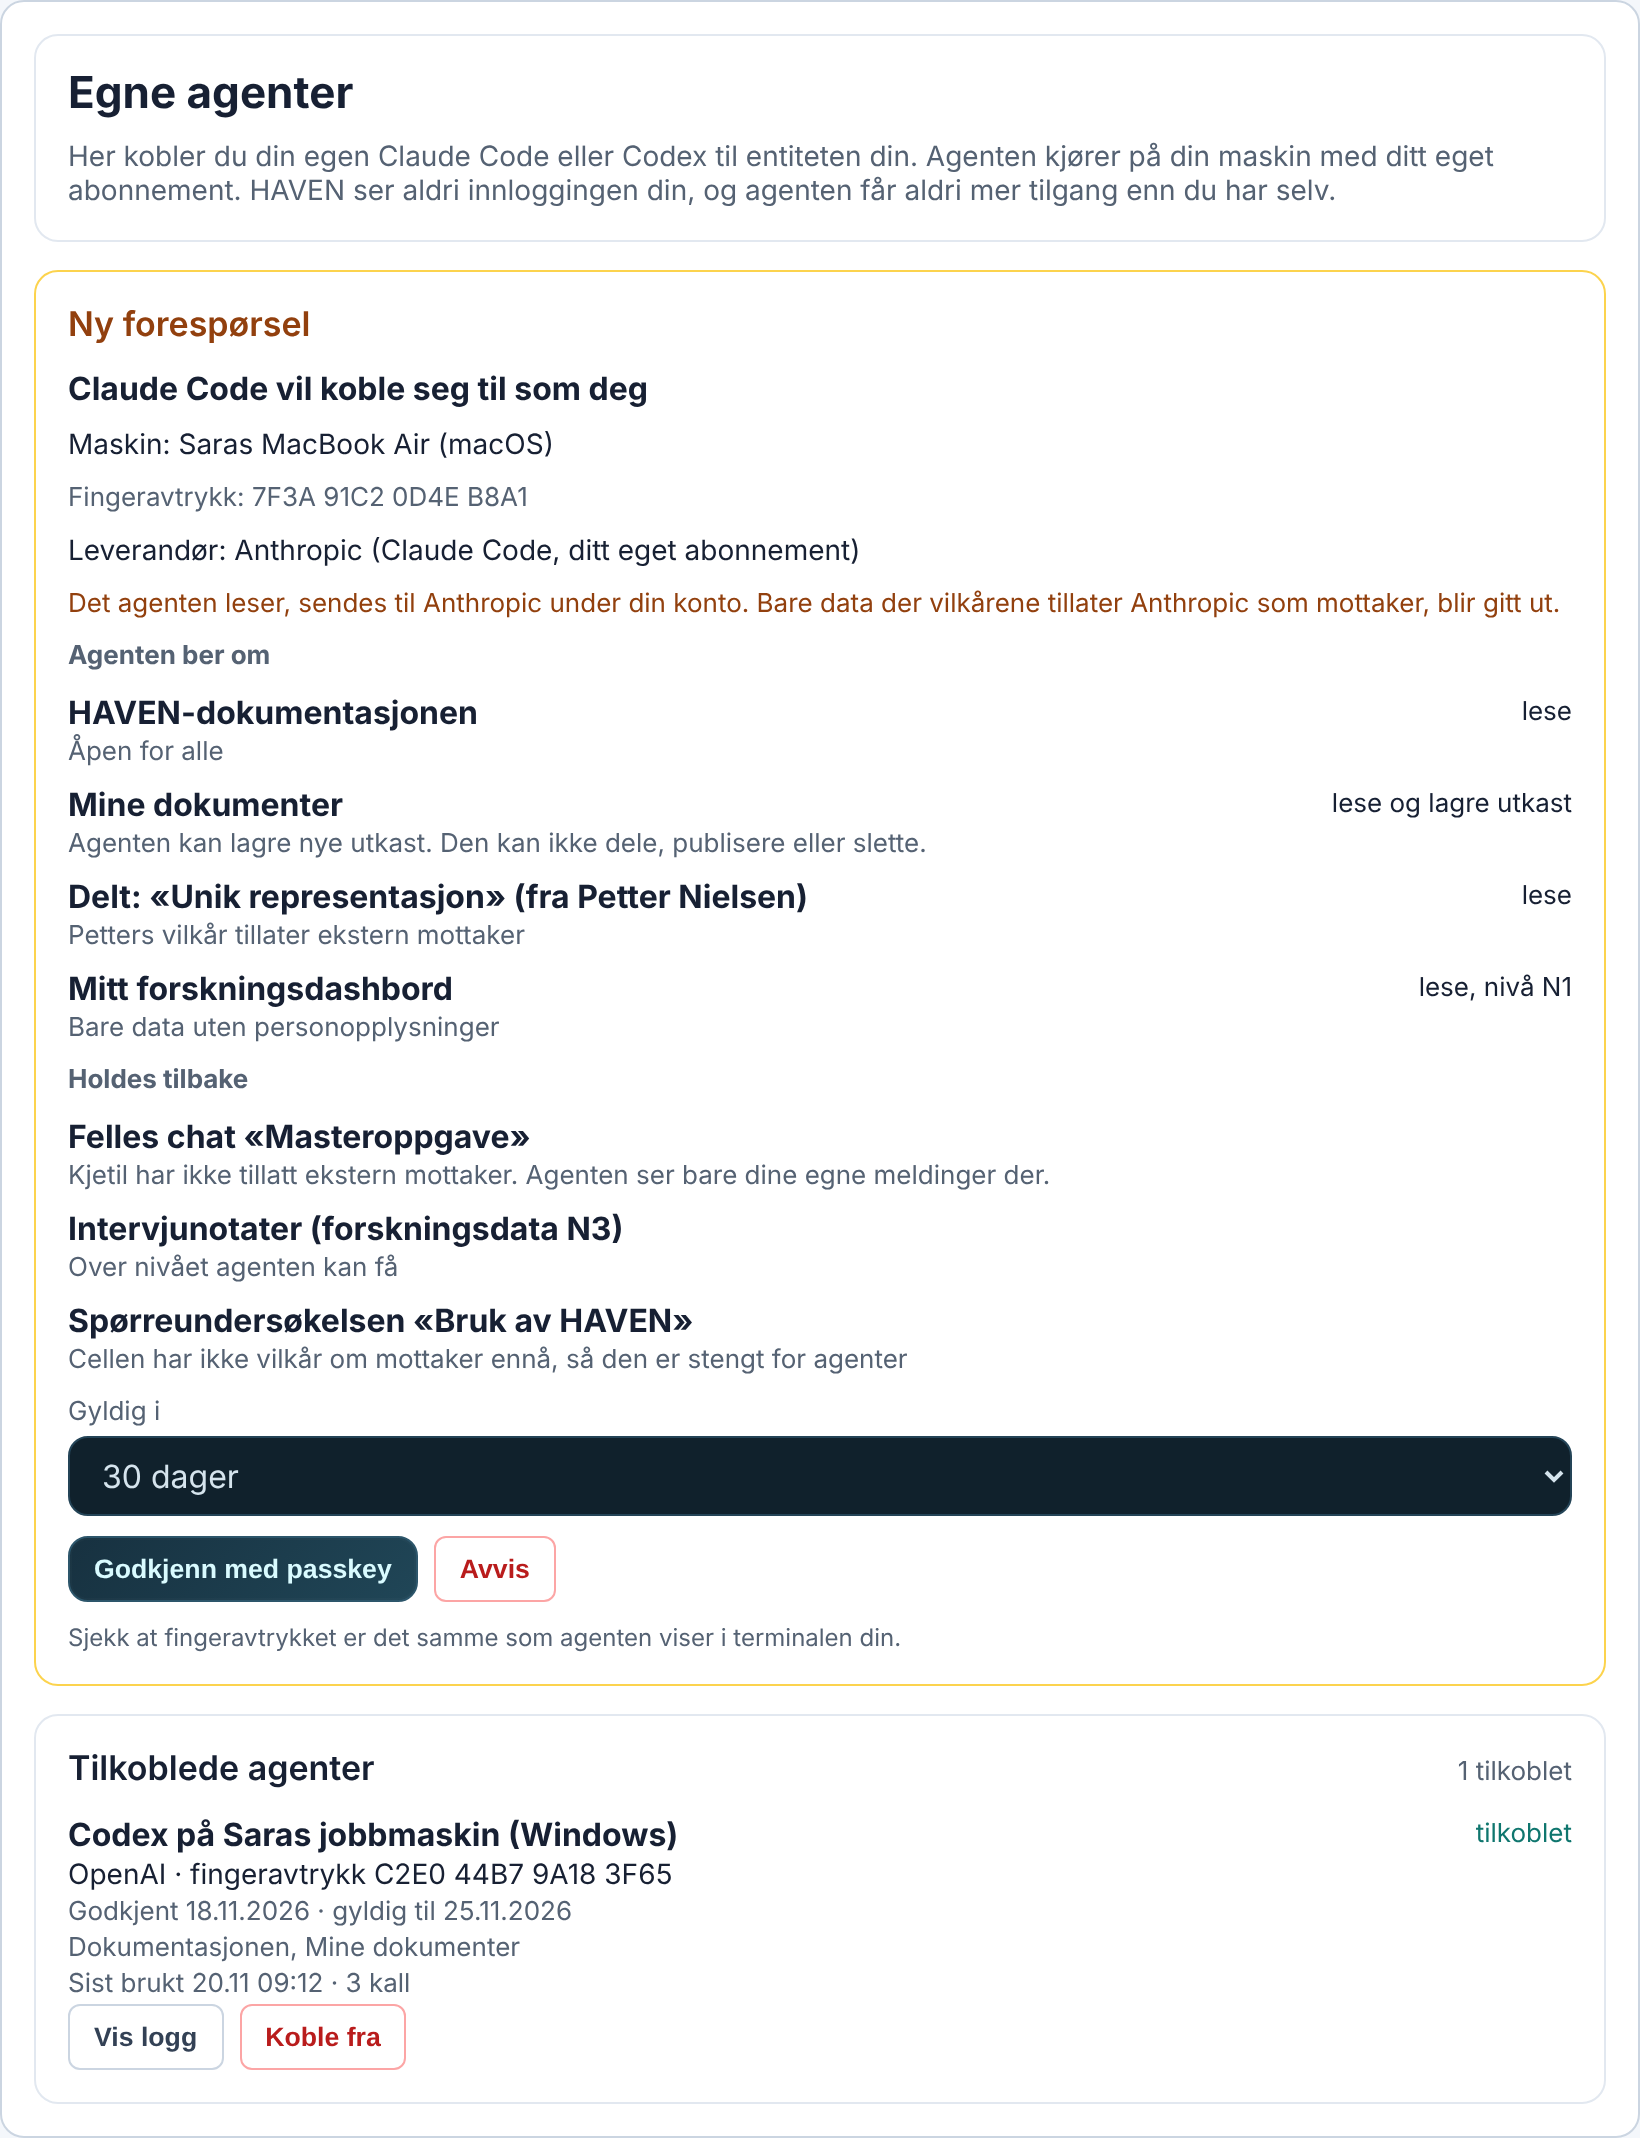 Egne agenter
Her kobler du din egen Claude Code eller Codex til entiteten din. Agenten kjører på din maskin med ditt eget
abonnement. HAVEN ser aldri innloggingen din, og agenten får aldri mer tilgang enn du har selv.
Ny forespørsel
Claude Code vil koble seg til som deg
Maskin: Saras MacBook Air (macOS)
Fingeravtrykk: 7F3A 91C2 0D4E B8A1
Leverandør: Anthropic (Claude Code, ditt eget abonnement)
Det agenten leser, sendes til Anthropic under din konto. Bare data der vilkårene tillater Anthropic som mottaker, blir gitt ut.
Agenten ber om
HAVEN-dokumentasjonen lese
Åpen for alle
Mine dokumenter lese og lagre utkast
Agenten kan lagre nye utkast. Den kan ikke dele, publisere eller slette.
Delt: «Unik representasjon» (fra Petter Nielsen) lese
Petters vilkår tillater ekstern mottaker
Mitt forskningsdashbord lese, nivå N1
Bare data uten personopplysninger
Holdes tilbake
Felles chat «Masteroppgave»
Kjetil har ikke tillatt ekstern mottaker. Agenten ser bare dine egne meldinger der.
Intervjunotater (forskningsdata N3)
Over nivået agenten kan få
Spørreundersøkelsen «Bruk av HAVEN»
Cellen har ikke vilkår om mottaker ennå, så den er stengt for agenter
Gyldig i
30 dager
Godkjenn med passkey Avvis
Sjekk at fingeravtrykket er det samme som agenten viser i terminalen din.
Tilkoblede agenter 1 tilkoblet
Codex på Saras jobbmaskin (Windows) tilkoblet
OpenAI · fingeravtrykk C2E0 44B7 9A18 3F65
Godkjent 18.11.2026 · gyldig til 25.11.2026
Dokumentasjonen, Mine dokumenter
Sist brukt 20.11 09:12 · 3 kall
Vis logg Koble fra